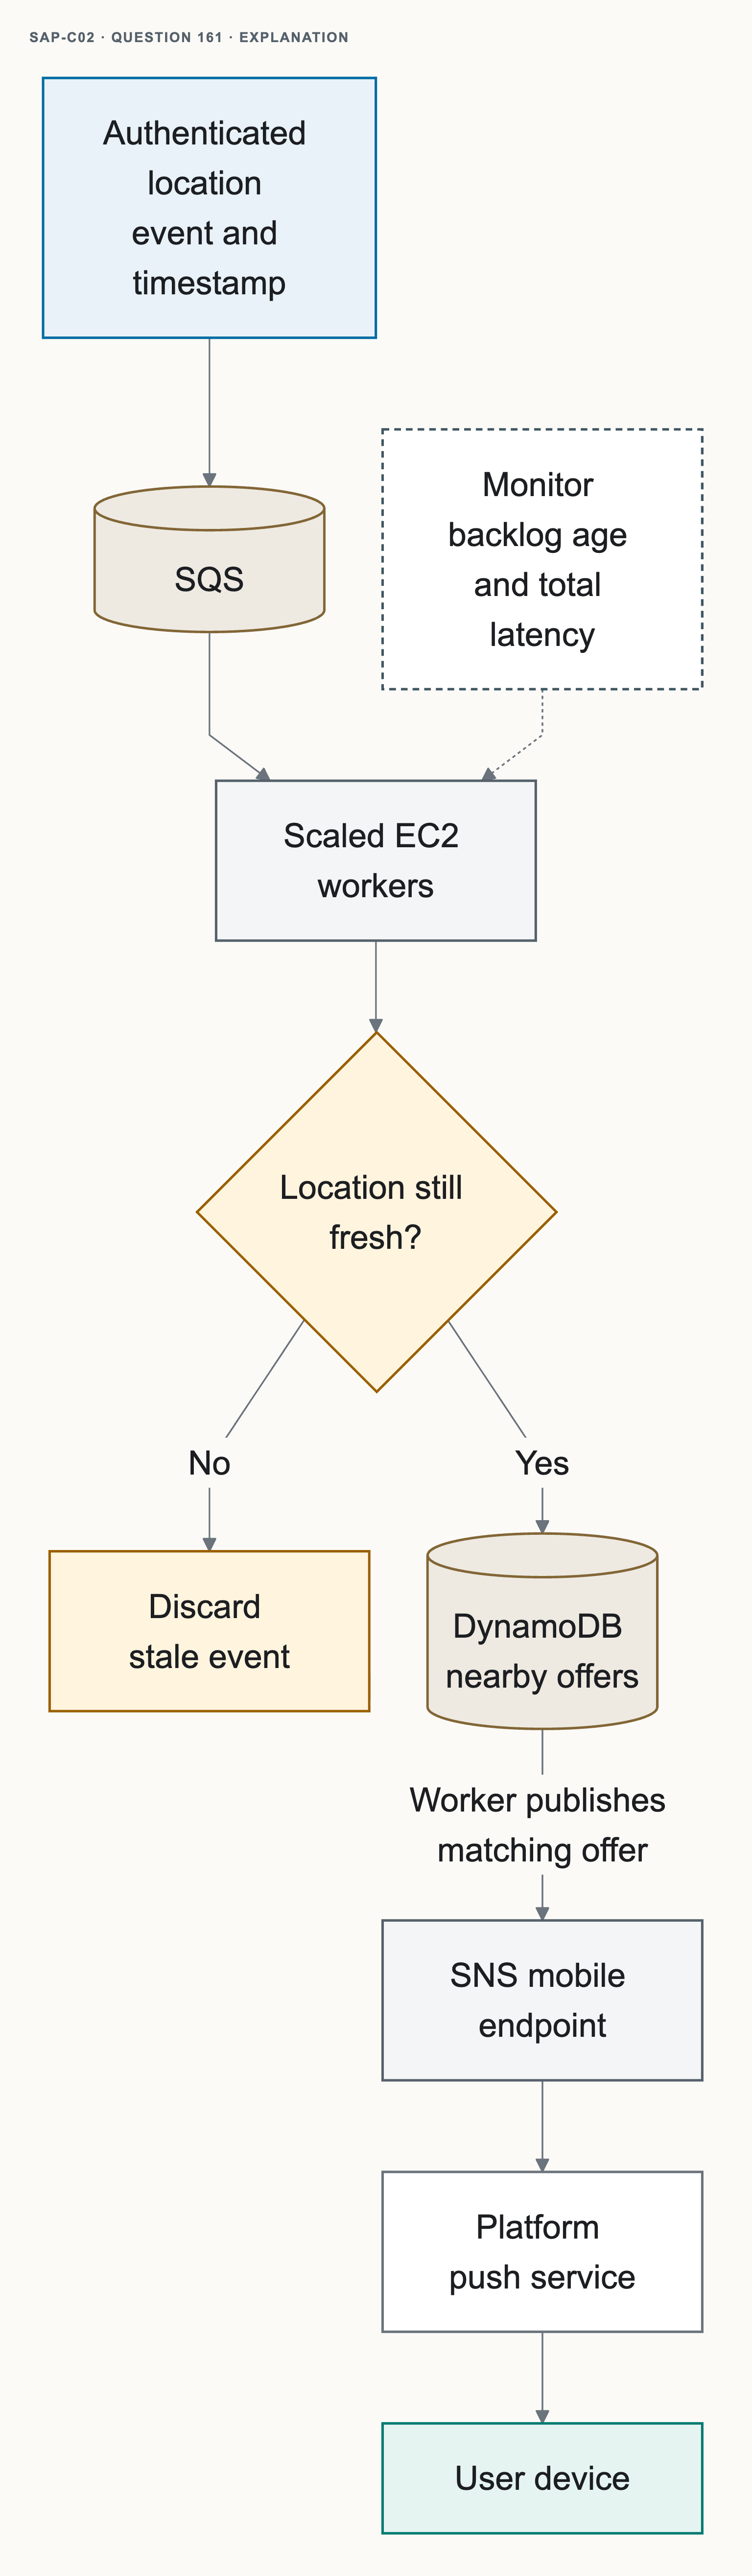 SAP-C02 · QUESTION 161 · EXPLANATION
Authenticated
location
event and
timestamp
SQS
Monitor
backlog age
and total
latency
Scaled EC2
workers
Location still
fresh?
No
Yes
Discard
stale event
DynamoDB
nearby offers
Worker publishes
matching offer
SNS mobile
endpoint
Platform
push service
User device